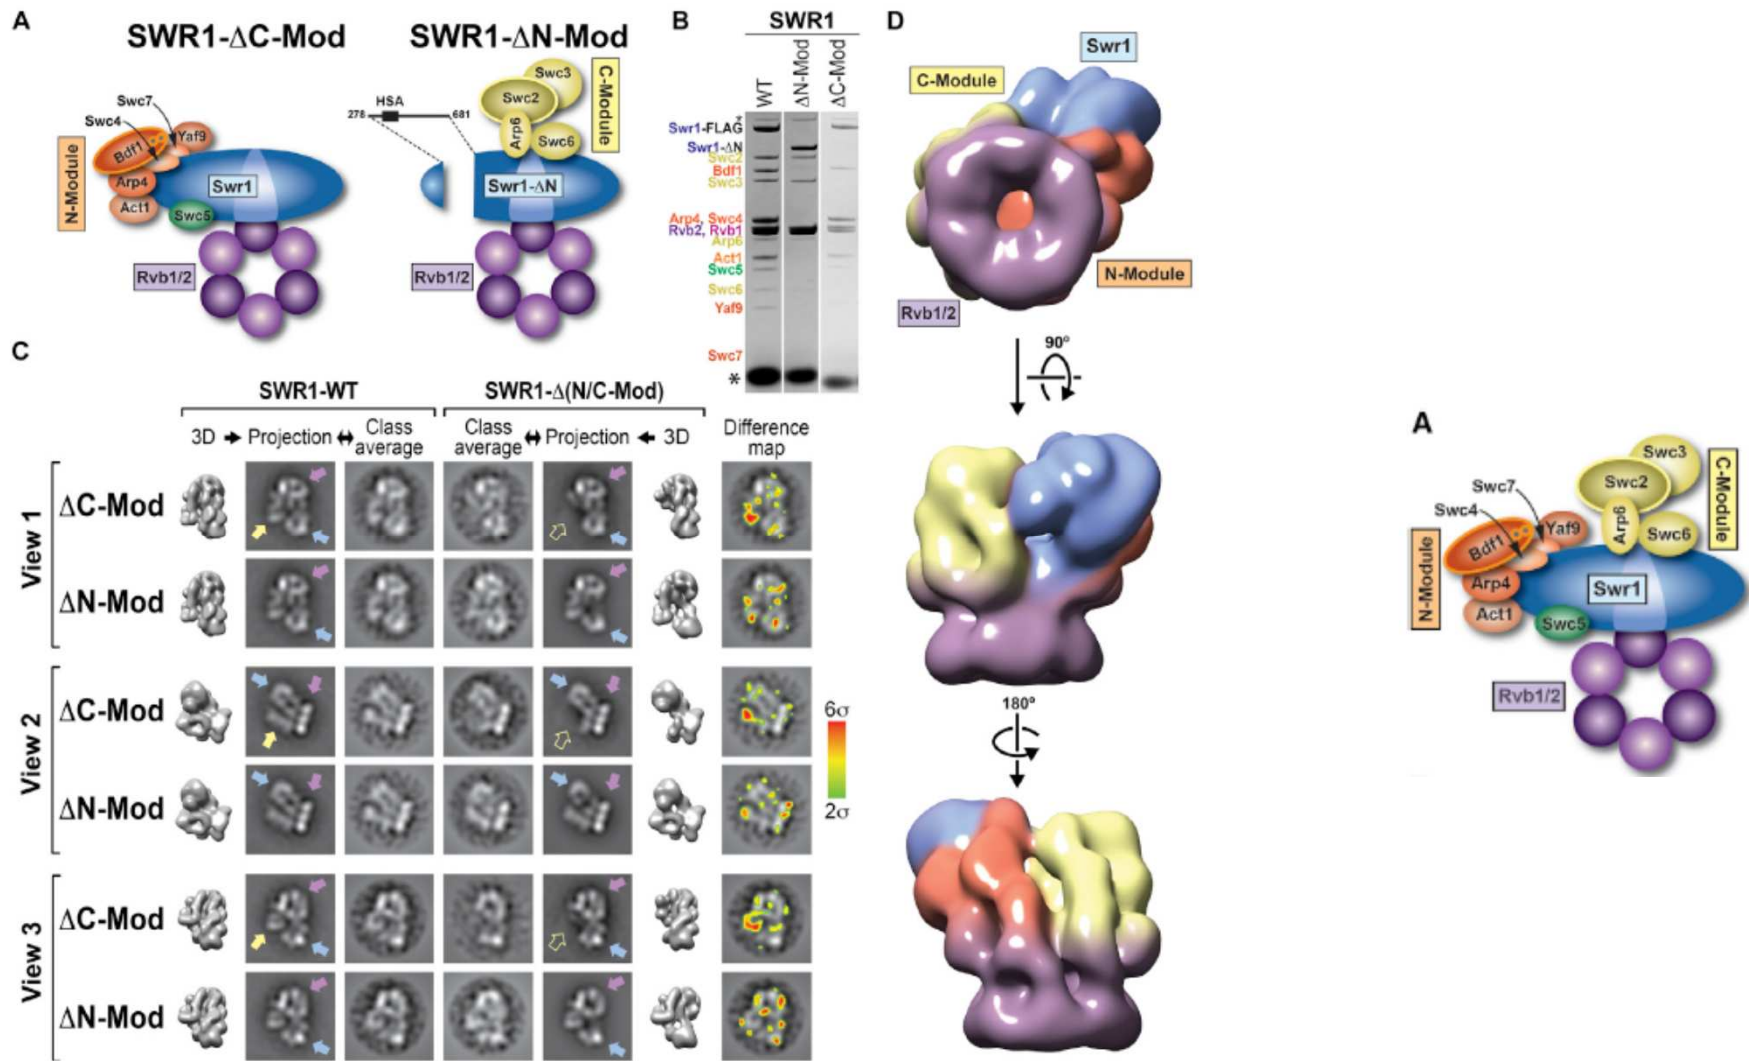 A
SWR1-ΔC-Mod
SWR1-ΔN-Mod
N-Module
Swc7
Swc4
Bdf1
Yaf9
Arp4
Act1
Swr1
Swc5
Rvb1/2
HSA
278
681
Swc3
Swc2
Arp6
Swc6
C-Module
Swr1-ΔN
Rvb1/2
B
SWR1
WT
ΔN-Mod
ΔC-Mod
Swr1-FLAG
Swr1-ΔN
Swc2
Bdf1
Swc3
Arp4, Swc4
Rvb2, Rvb1
Arp6
Act1
Swc5
Swc6
Yaf9
Swc7
*
C
SWR1-WT
SWR1-Δ(N/C-Mod)
3D
Projection
Class average
Class average
Projection
3D
Difference map
View 1
ΔC-Mod
ΔN-Mod
View 2
ΔC-Mod
ΔN-Mod
View 3
ΔC-Mod
ΔN-Mod
6σ
2σ
D
Swr1
C-Module
N-Module
Rvb1/2
90º
180º
A
Swc3
Swc2
C-Module
Swc7
Swc4
Arp6
Swc6
Yaf9
Bdf1
N-Module
Arp4
Swr1
Act1
Swc5
Rvb1/2